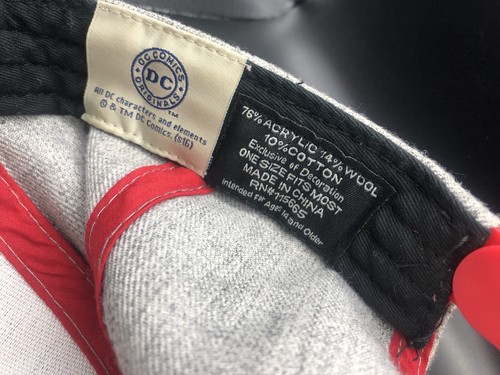 DC COMICS
DC
ORIGINALS
All DC characters and elements
© & TM DC Comics. (s16)
76% ACRYLIC 14% WOOL
10% COTTON
Exclusive of Decoration
ONE SIZE FITS MOST
MADE IN CHINA
RN#115665
Intended For Age 14 and Older